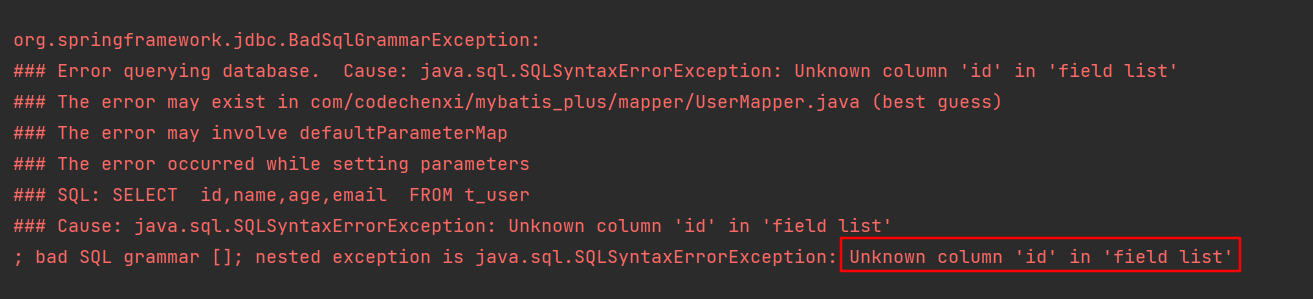 org.springframework.jdbc.BadSqlGrammarException:
### Error querying database.  Cause: java.sql.SQLSyntaxErrorException: Unknown column 'id' in 'field list'
### The error may exist in com/codechenxi/mybatis_plus/mapper/UserMapper.java (best guess)
### The error may involve defaultParameterMap
### The error occurred while setting parameters
### SQL: SELECT  id,name,age,email  FROM t_user
### Cause: java.sql.SQLSyntaxErrorException: Unknown column 'id' in 'field list'
; bad SQL grammar []; nested exception is java.sql.SQLSyntaxErrorException: Unknown column 'id' in 'field list'